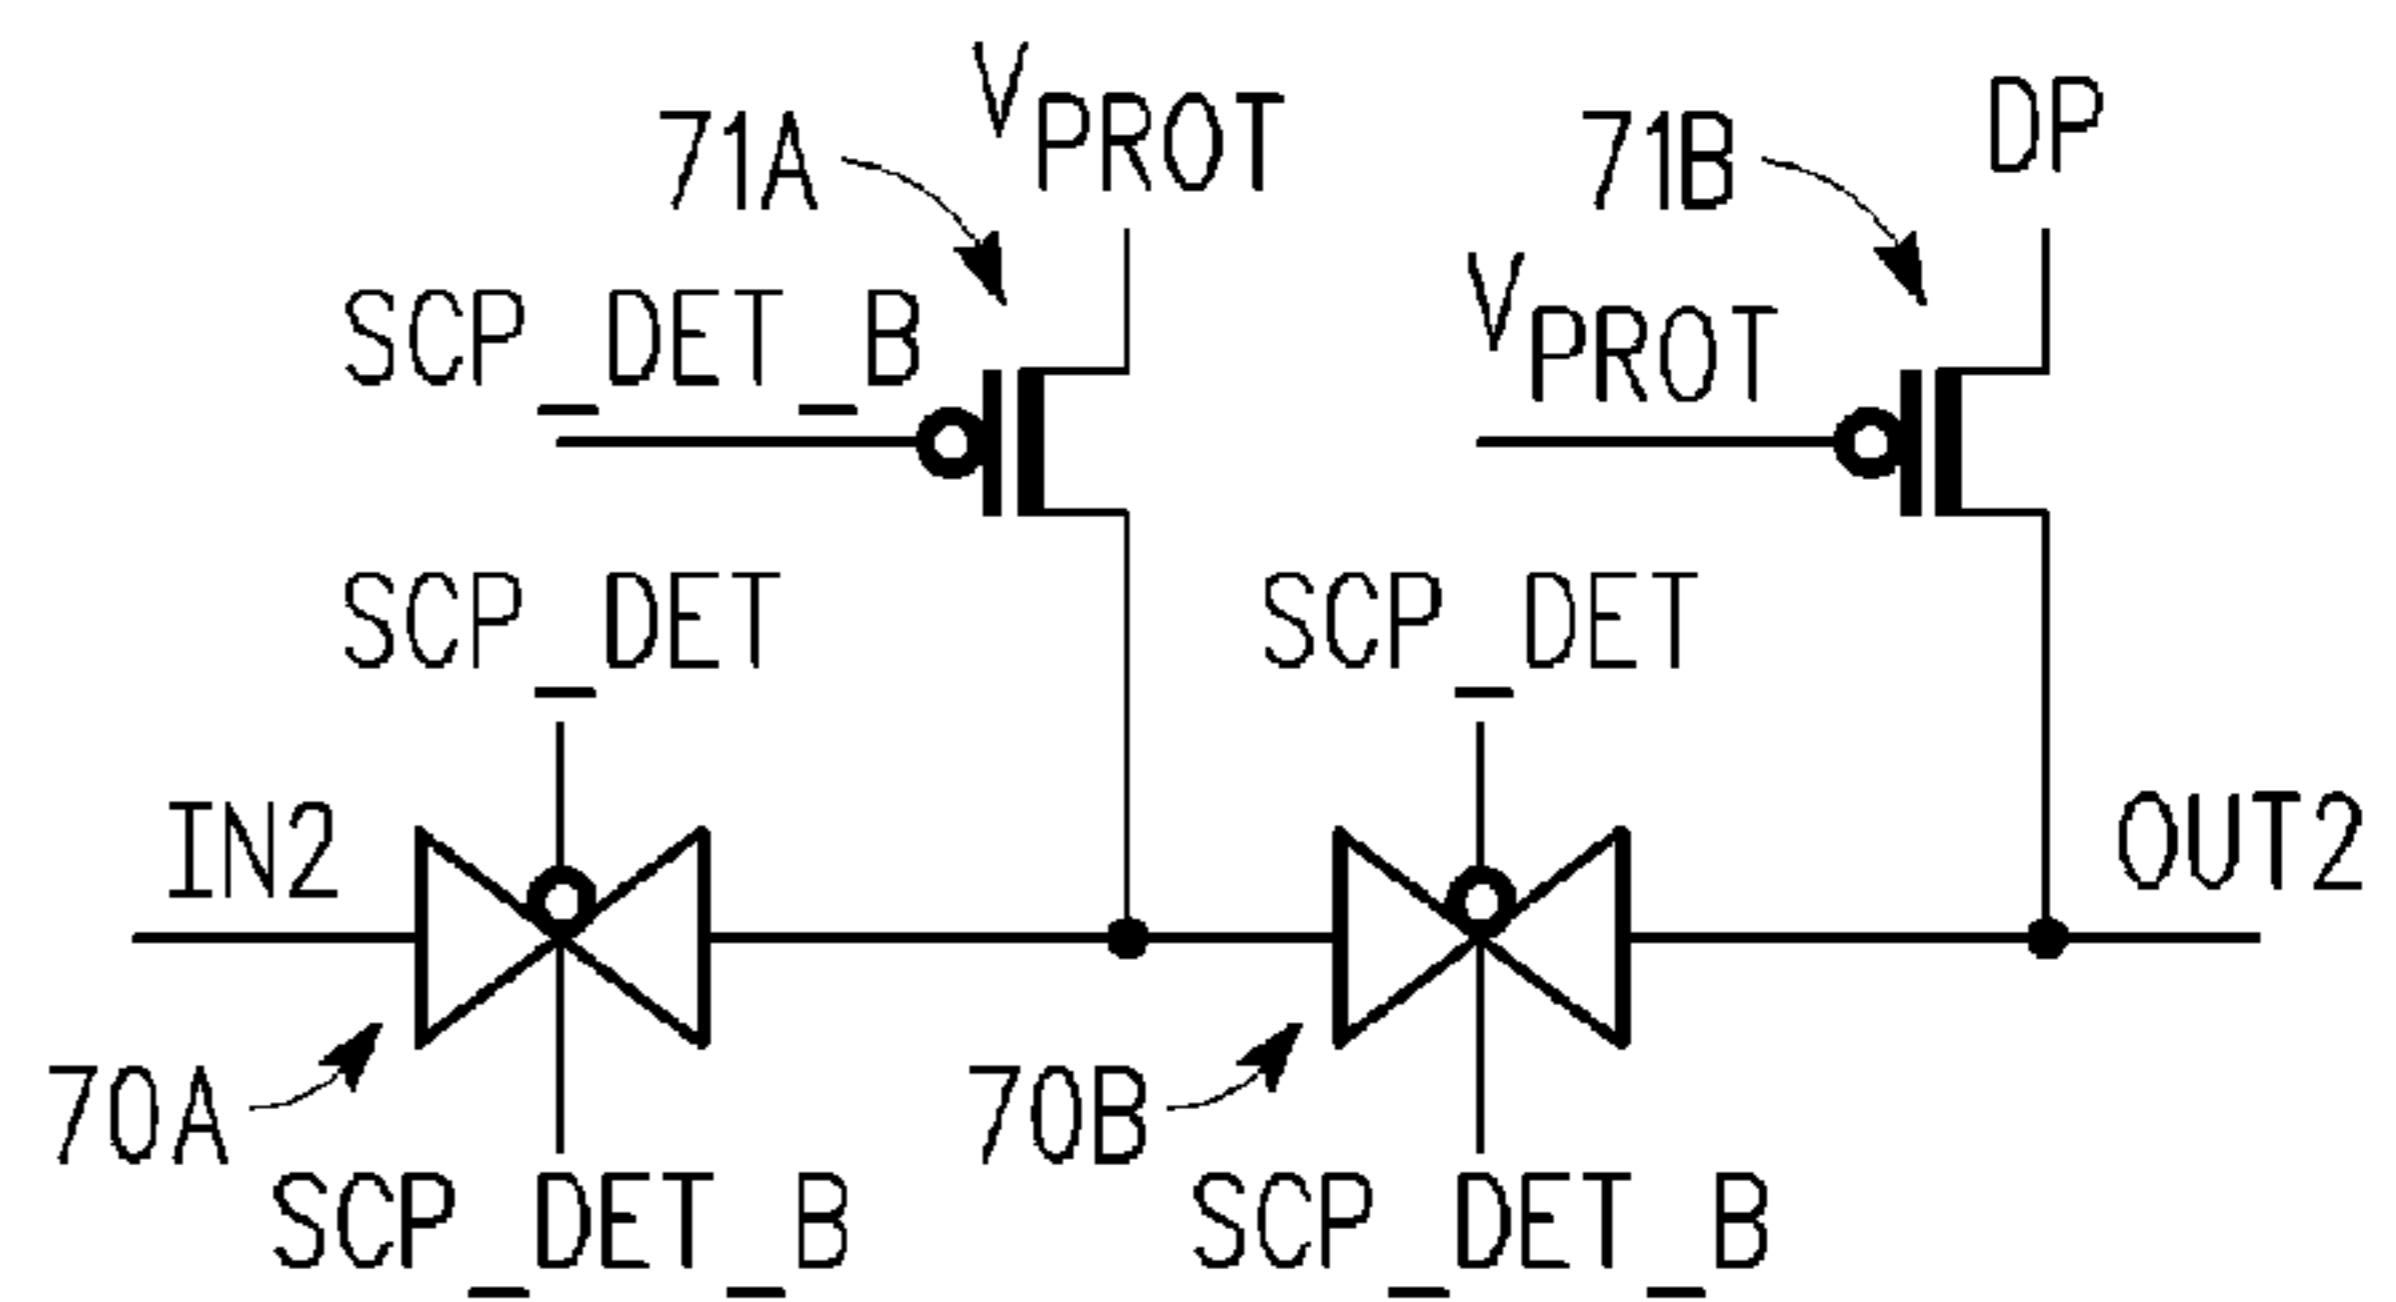 VPROT
DP
71A
71B
SCP_DET_B
VPROT
SCP_DET
SCP_DET
IN2
OUT2
70A
70B
SCP_DET_B
SCP_DET_B